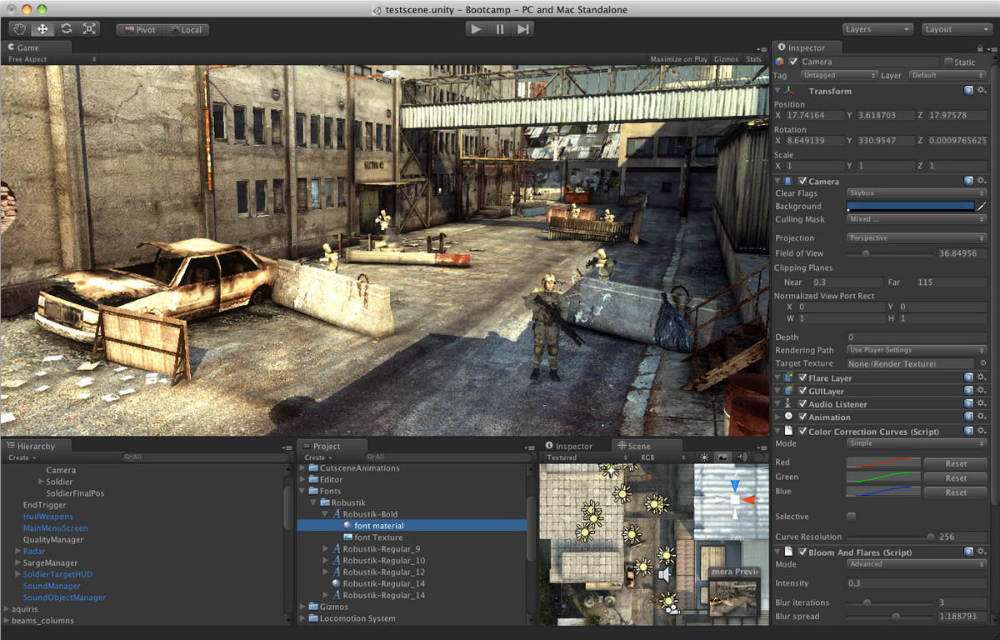 testscene.unity - Bootcamp - PC and Mac Standalone
Pivot Local Layers Layout
Game
Free Aspect Maximize on Play Gizmos Stats
SECTOR 02
Hierarchy
Create All
Camera
Soldier
SoldierFinalPos
EndTrigger
HudWeapons
MainMenuScreen
QualityManager
Radar
SargeManager
SoldierTargetHUD
SoundManager
SoundObjectManager
aquiris
beams_columns
Project
Create All
CutsceneAnimations
Editor
Fonts
Robustik
Robustik-Bold
font material
font Texture
Robustik-Regular_9
Robustik-Regular_10
Robustik-Regular_12
Robustik-Regular_14
Robustik-Regular_14
Gizmos
Locomotion System
Inspector Scene
Textured RGB
mera Previ
Inspector
Camera Static
Tag Untagged Layer Default
Transform
Position
X 17.74164 Y 3.618703 Z 17.97578
Rotation
X 8.649139 Y 330.9547 Z 0.0009765625
Scale
X 1 Y 1 Z 1
Camera
Clear Flags Skybox
Background
Culling Mask Mixed ...
Projection Perspective
Field of View 36.84956
Clipping Planes
Near 0.3 Far 115
Normalized View Port Rect
X 0 Y 0
W 1 H 1
Depth 0
Rendering Path Use Player Settings
Target Texture None (Render Texture)
Flare Layer
GUILayer
Audio Listener
Animation
Color Correction Curves (Script)
Mode Simple
Red Reset
Green Reset
Blue Reset
Selective
Curve Resolution 256
Bloom And Flares (Script)
Mode Advanced
Intensity 0.3
Blur iterations 3
Blur spread 1.188793